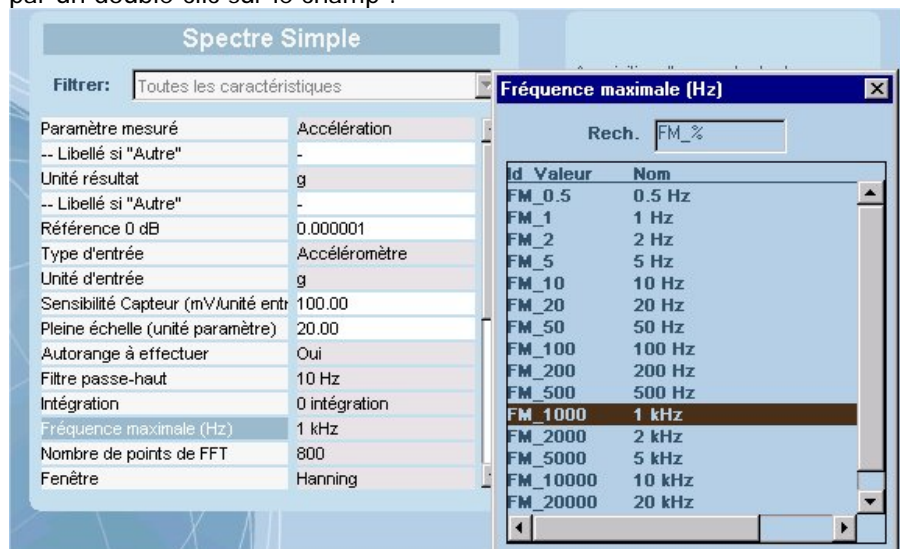 par un double clic sur le champ :
Spectre Simple
Filtrer: Toutes les caractéristiques
Paramètre mesuré Accélération
-- Libellé si "Autre" -
Unité résultat g
-- Libellé si "Autre" -
Référence 0 dB 0.000001
Type d'entrée Accéléromètre
Unité d'entrée g
Sensibilité Capteur (mV/unité entr 100.00
Pleine échelle (unité paramètre) 20.00
Autorange à effectuer Oui
Filtre passe-haut 10 Hz
Intégration 0 intégration
Fréquence maximale (Hz) 1 kHz
Nombre de points de FFT 800
Fenêtre Hanning
Fréquence maximale (Hz)
Rech. FM_%
Id_Valeur Nom
FM_0.5 0.5 Hz
FM_1 1 Hz
FM_2 2 Hz
FM_5 5 Hz
FM_10 10 Hz
FM_20 20 Hz
FM_50 50 Hz
FM_100 100 Hz
FM_200 200 Hz
FM_500 500 Hz
FM_1000 1 kHz
FM_2000 2 kHz
FM_5000 5 kHz
FM_10000 10 kHz
FM_20000 20 kHz